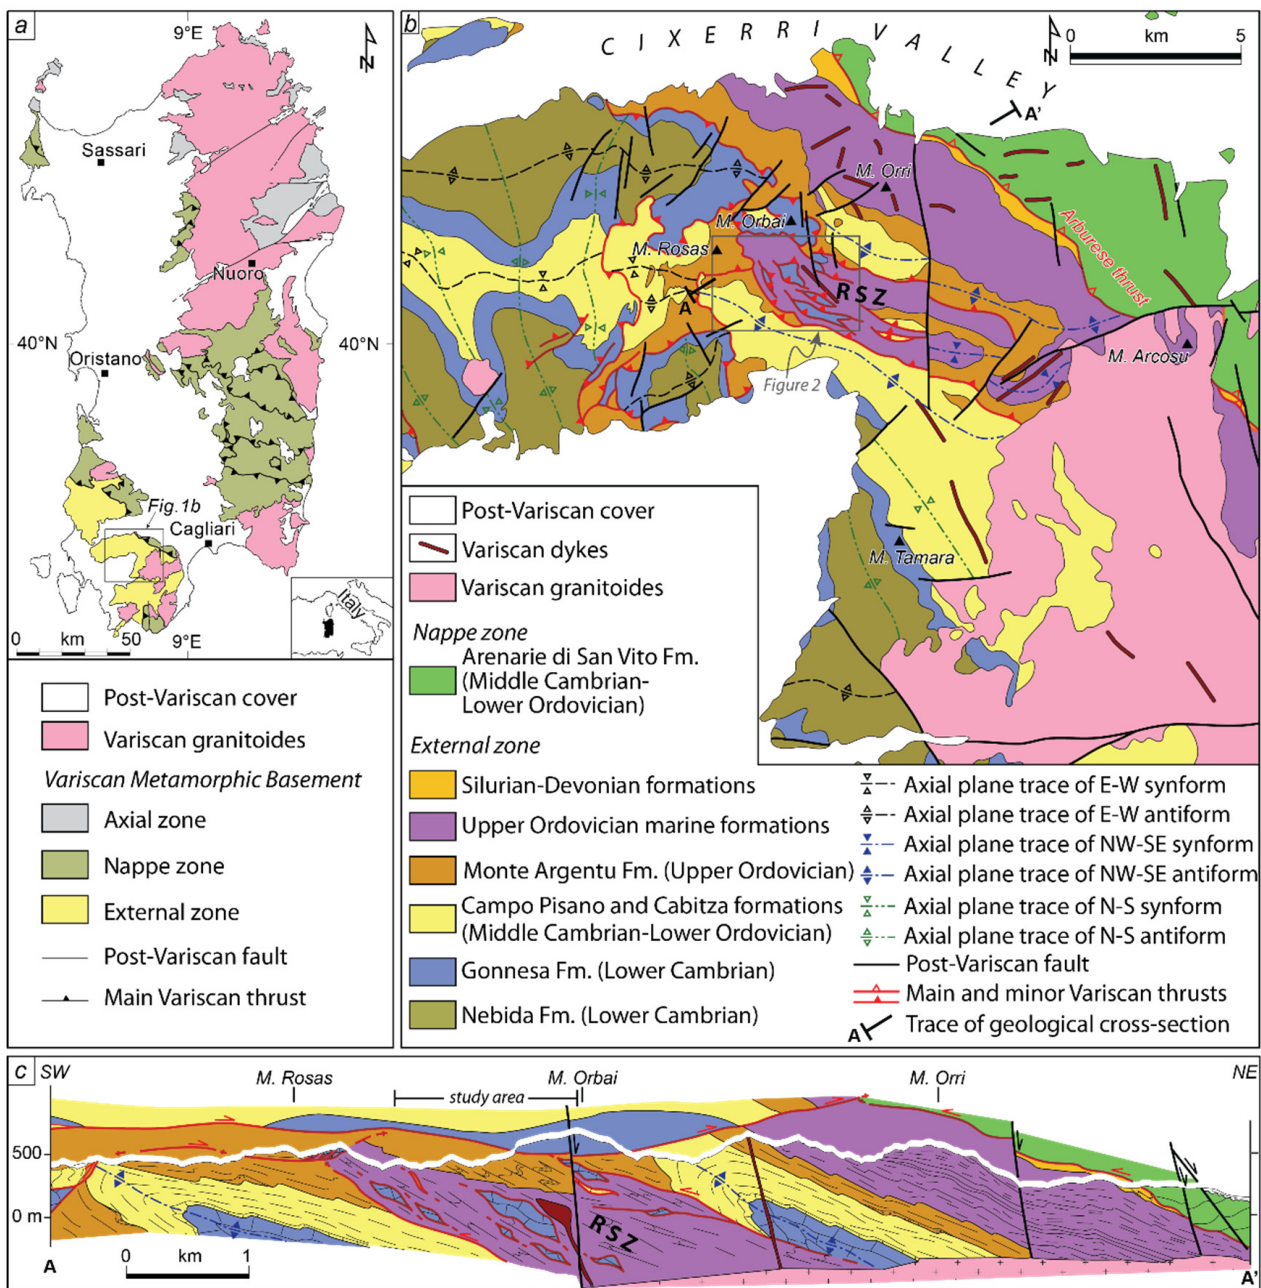 a
9°E
N
Sassari
Nuoro
40°N
40°N
Oristano
Fig. 1b
Cagliari
0 km 50
9°E
Italy
Post-Variscan cover
Variscan granitoides
Variscan Metamorphic Basement
Axial zone
Nappe zone
External zone
Post-Variscan fault
Main Variscan thrust
b
CIXERRI VALLEY
N
0 km 5
A'
M. Orri
M. Orbai
M. Rosas
Arburese thrust
RSZ
A
M. Arcosu
Figure 2
M. Tamara
Post-Variscan cover
Variscan dykes
Variscan granitoides
Nappe zone
Arenarie di San Vito Fm.
(Middle Cambrian-
Lower Ordovician)
External zone
Silurian-Devonian formations
Upper Ordovician marine formations
Monte Argentu Fm. (Upper Ordovician)
Campo Pisano and Cabitza formations
(Middle Cambrian-Lower Ordovician)
Gonnesa Fm. (Lower Cambrian)
Nebida Fm. (Lower Cambrian)
Axial plane trace of E-W synform
Axial plane trace of E-W antiform
Axial plane trace of NW-SE synform
Axial plane trace of NW-SE antiform
Axial plane trace of N-S synform
Axial plane trace of N-S antiform
Post-Variscan fault
Main and minor Variscan thrusts
A Trace of geological cross-section
c SW
M. Rosas
M. Orbai
M. Orri
NE
study area
500
0 m
RSZ
0 km 1
A
A'